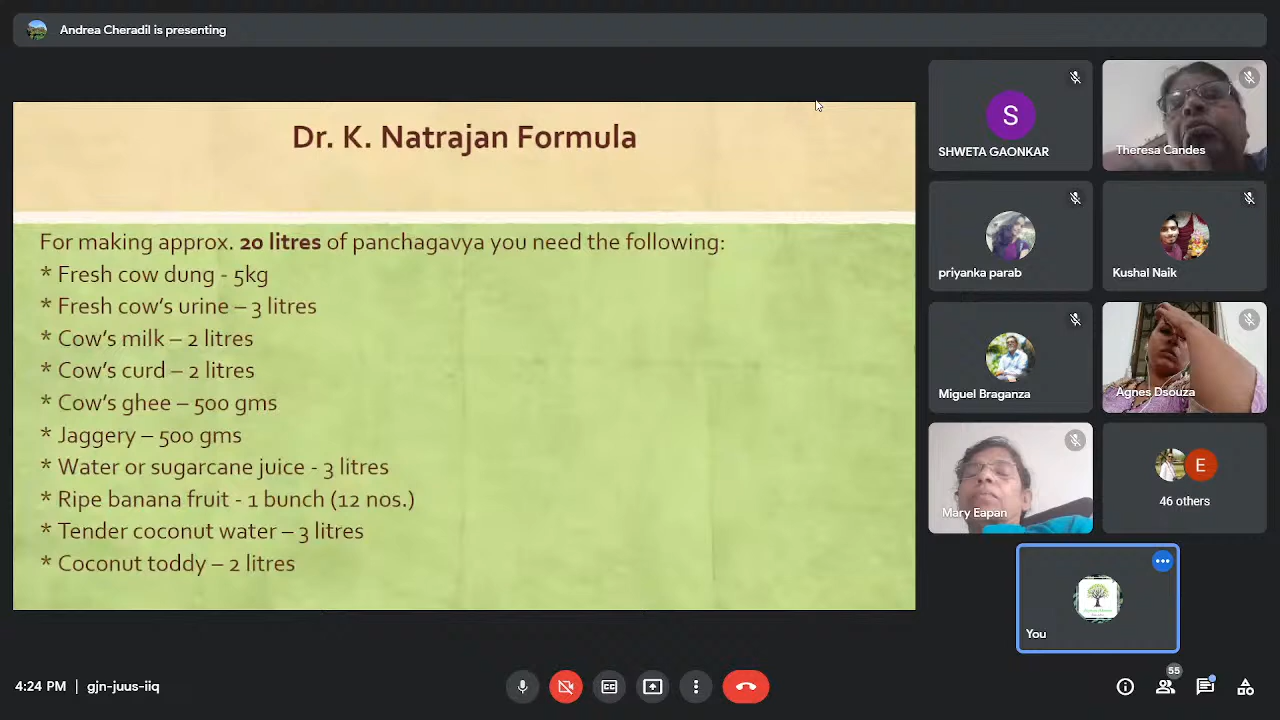 Andrea Cheradil is presenting
Dr. K. Natrajan Formula
For making approx. 20 litres of panchagavya you need the following:
* Fresh cow dung - 5kg
* Fresh cow's urine – 3 litres
* Cow's milk – 2 litres
* Cow's curd – 2 litres
* Cow's ghee – 500 gms
* Jaggery – 500 gms
* Water or sugarcane juice - 3 litres
* Ripe banana fruit - 1 bunch (12 nos.)
* Tender coconut water – 3 litres
* Coconut toddy – 2 litres
S
SHWETA GAONKAR
Theresa Candes
priyanka parab
Kushal Naik
Miguel Braganza
Agnes Dsouza
Mary Eapan
E
46 others
You
4:24 PM | gjn-juus-iiq
55